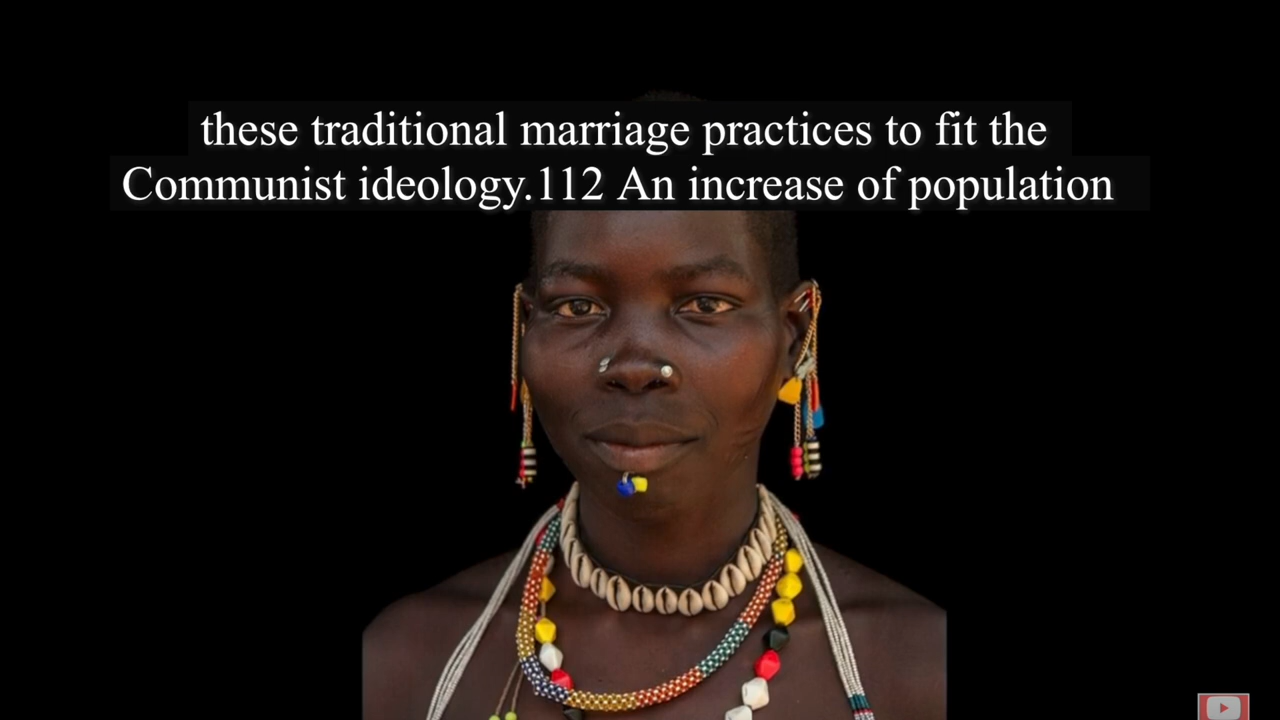 these traditional marriage practices to fit the
Communist ideology.112 An increase of population